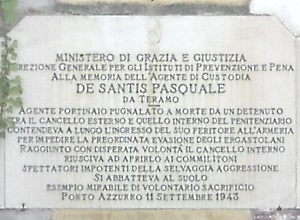 MINISTERO DI GRAZIA E GIUSTIZIA
DIREZIONE GENERALE PER GLI ISTITUTI DI PREVENZIONE E PENA
ALLA MEMORIA DELL'AGENTE DI CUSTODIA
DE SANTIS PASQUALE
DA TERAMO
AGENTE PORTINAIO PUGNALATO A MORTE DA UN DETENUTO
TRA IL CANCELLO ESTERNO E QUELLO INTERNO DEL PENITENZIARIO
CONTENDEVA A LUNGO L'INGRESSO DEL SUO FERITORE ALL'ARMERIA
PER IMPEDIRE LA PREORDINATA EVASIONE DEGLI ERGASTOLANI
RAGGIUNTO CON DISPERATA VOLONTÀ IL CANCELLO INTERNO
RIUSCIVA AD APRIRLO AI COMMILITONI
SPETTATORI IMPOTENTI DELLA SELVAGGIA AGGRESSIONE
SI ABBATTEVA AL SUOLO
ESEMPIO MIRABILE DI VOLONTARIO SACRIFICIO
PORTO AZZURRO 11 SETTEMBRE 1943